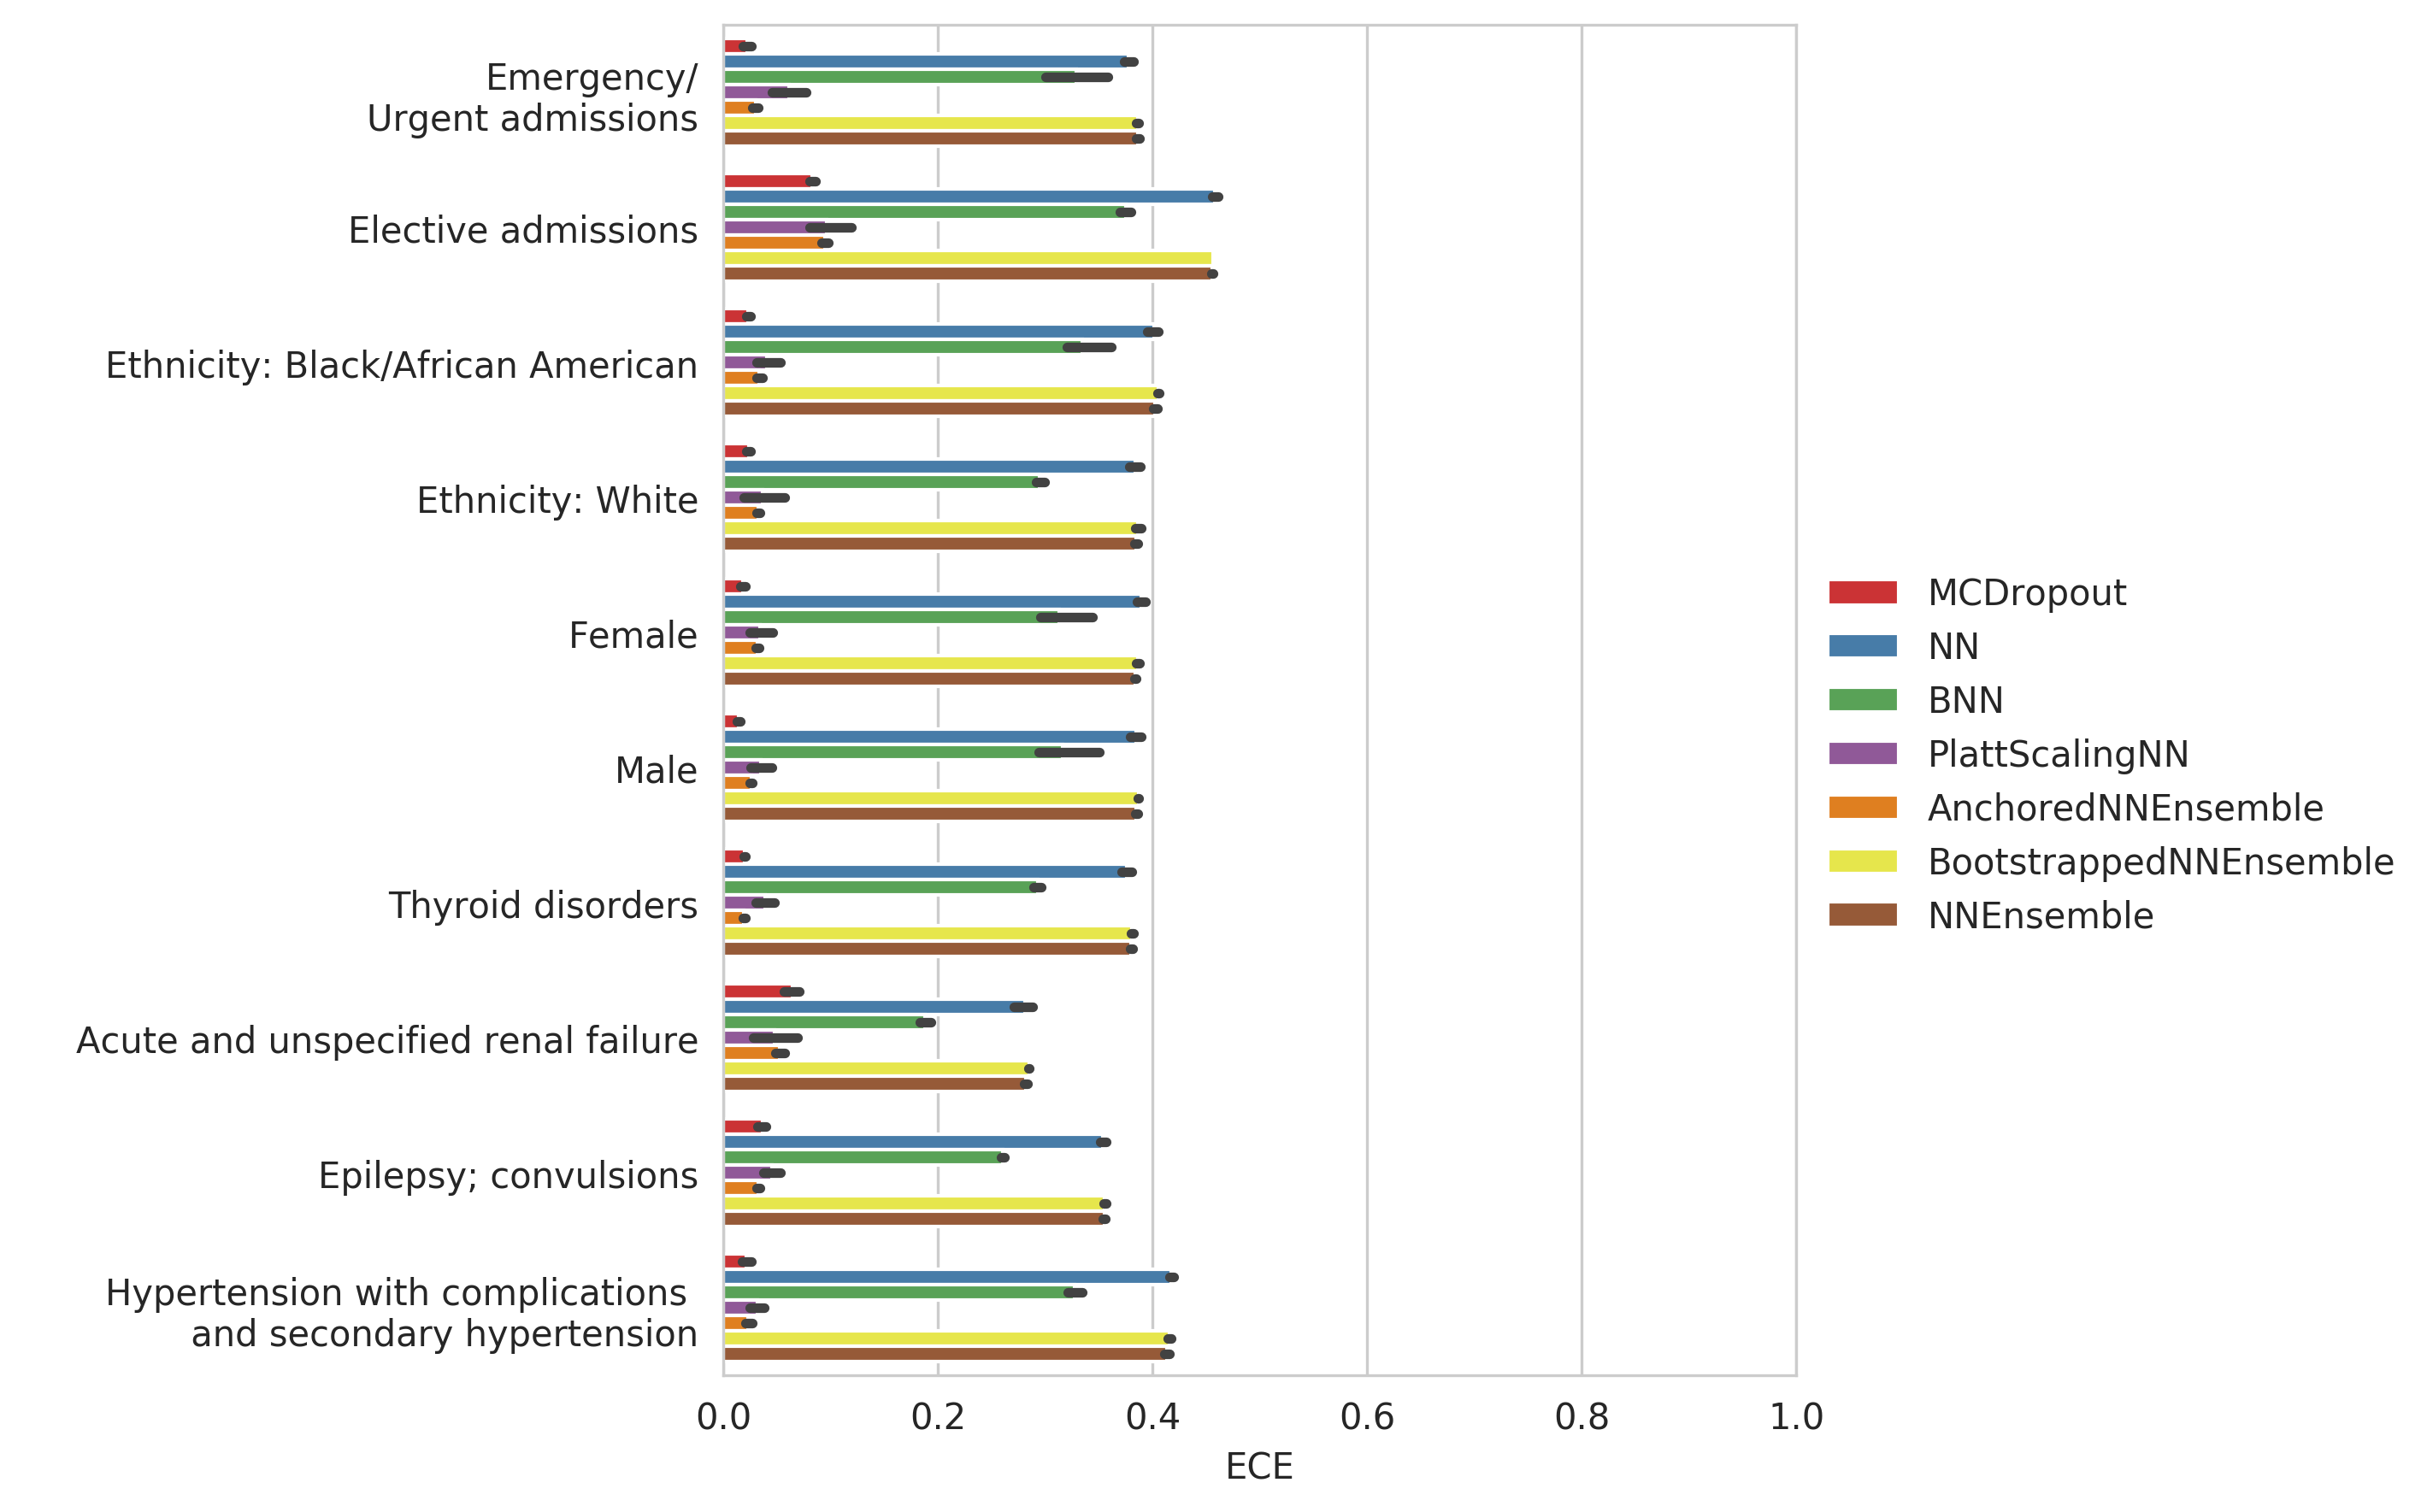 Emergency/
Urgent admissions
Elective admissions
Ethnicity: Black/African American
Ethnicity: White
Female
Male
Thyroid disorders
Acute and unspecified renal failure
Epilepsy; convulsions
Hypertension with complications
and secondary hypertension
0.0 0.2 0.4 0.6 0.8 1.0
ECE
MCDropout
NN
BNN
PlattScalingNN
AnchoredNNEnsemble
BootstrappedNNEnsemble
NNEnsemble